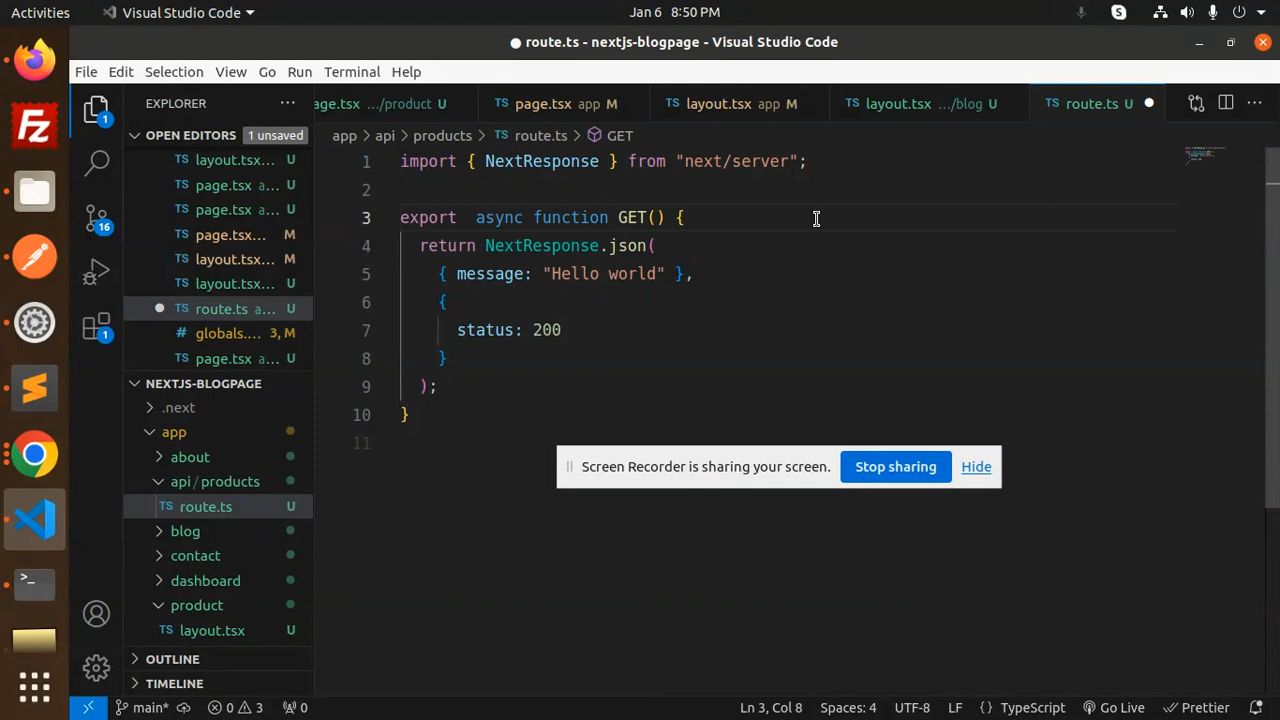 Activities
Visual Studio Code
Jan 6 8:50 PM
route.ts - nextjs-blogpage - Visual Studio Code
File Edit Selection View Go Run Terminal Help
EXPLORER
age.tsx .../product U
page.tsx app M
layout.tsx app M
layout.tsx .../blog U
route.ts U
OPEN EDITORS 1 unsaved
layout.tsx... U
page.tsx a... U
page.tsx a... U
page.tsx... M
layout.tsx... M
layout.tsx... U
route.ts a... U
# globals.... 3, M
page.tsx a... U
NEXTJS-BLOGPAGE
.next
app
about
api/products
route.ts U
blog
contact
dashboard
product
layout.tsx U
OUTLINE
TIMELINE
app > api > products > TS route.ts > GET
1 import { NextResponse } from "next/server";
2
3 export  async function GET() {
4 return NextResponse.json(
5 { message: "Hello world" },
6 {
7 status: 200
8 }
9 );
10 }
11
Screen Recorder is sharing your screen. Stop sharing Hide
main* 0 3 0
Ln 3, Col 8 Spaces: 4 UTF-8 LF {} TypeScript Go Live Prettier